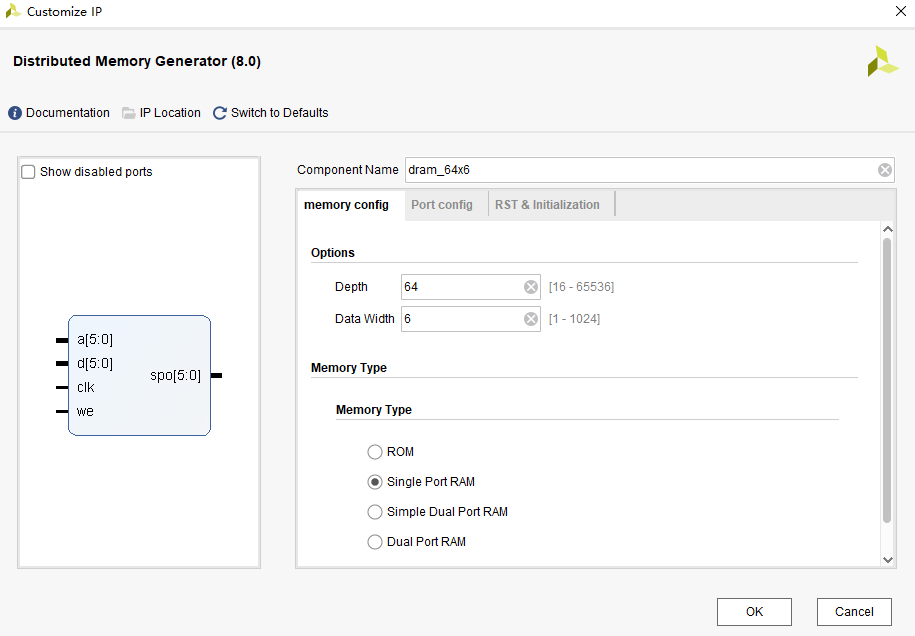 Customize IP
Distributed Memory Generator (8.0)
Documentation IP Location Switch to Defaults
Show disabled ports
a[5:0]
d[5:0]
clk
we
spo[5:0]
Component Name dram_64x6
memory config Port config RST & Initialization
Options
Depth 64 [16 - 65536]
Data Width 6 [1 - 1024]
Memory Type
Memory Type
ROM
Single Port RAM
Simple Dual Port RAM
Dual Port RAM
OK Cancel